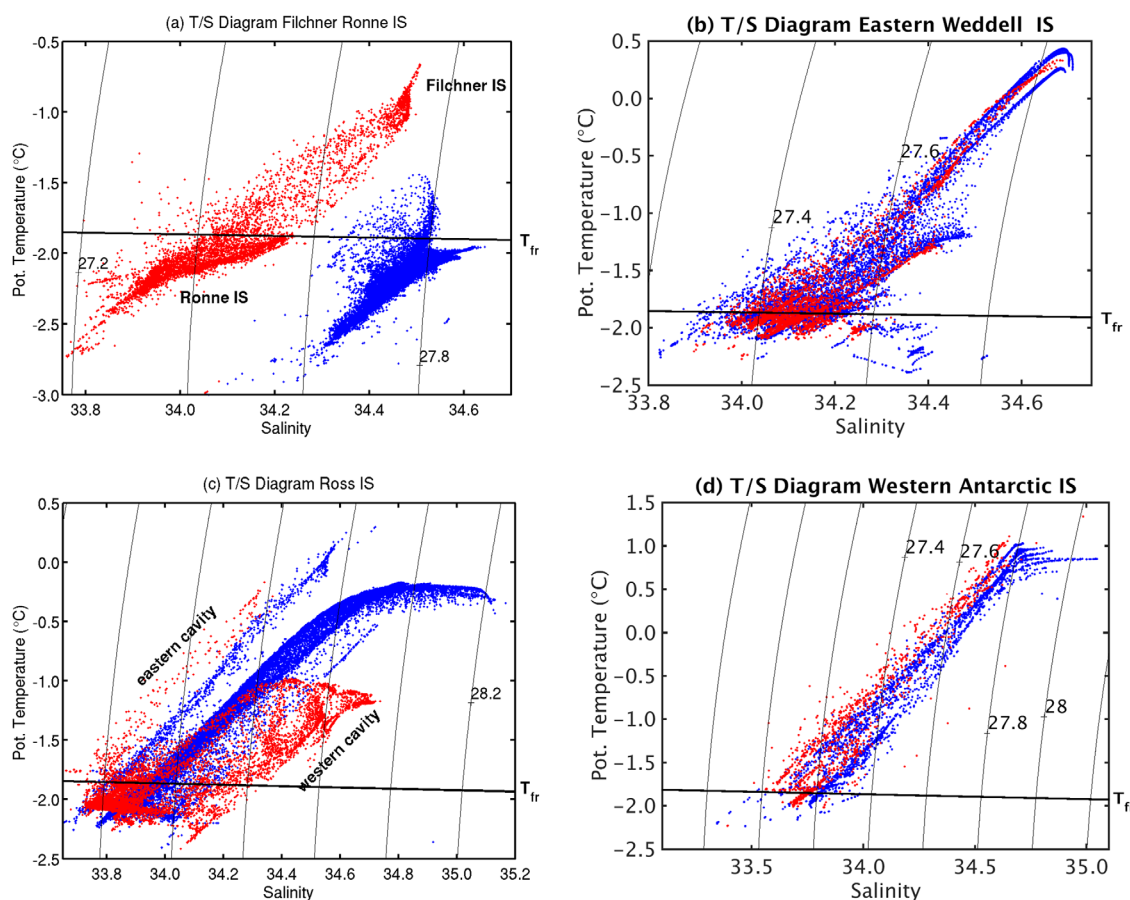 (a) T/S Diagram Filchner Ronne IS
-0.5
-1.0
-1.5
-2.0
-2.5
-3.0
Pot. Temperature (°C)
Filchner IS
Ronne IS
27.2
27.8
T_fr
33.8 34.0 34.2 34.4 34.6
Salinity
(b) T/S Diagram Eastern Weddell IS
0.5
0.0
-0.5
-1.0
-1.5
-2.0
-2.5
Pot. Temperature (°C)
27.6
27.4
T_fr
33.8 34.0 34.2 34.4 34.6
Salinity
(c) T/S Diagram Ross IS
0.5
0.0
-0.5
-1.0
-1.5
-2.0
-2.5
Pot. Temperature (°C)
eastern cavity
western cavity
28.2
T_fr
33.8 34.0 34.2 34.4 34.6 34.8 35.0 35.2
Salinity
(d) T/S Diagram Western Antarctic IS
1.5
1.0
0.5
0.0
-0.5
-1.0
-1.5
-2.0
-2.5
Pot. Temperature (°C)
27.4
27.6
27.8
28
T_f
33.5 34.0 34.5 35.0
Salinity